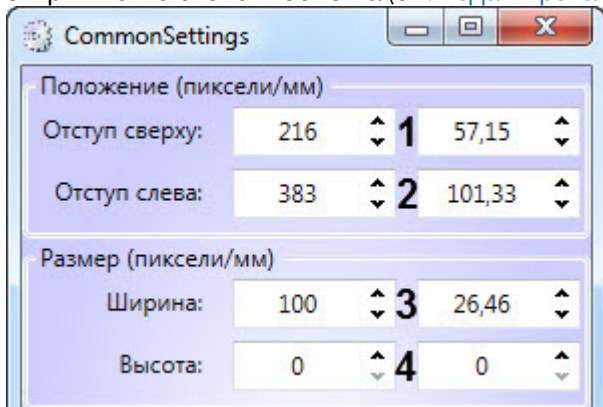 CommonSettings
Положение (пиксели/мм)
Отступ сверху: 216 1 57,15
Отступ слева: 383 2 101,33
Размер (пиксели/мм)
Ширина: 100 3 26,46
Высота: 0 4 0